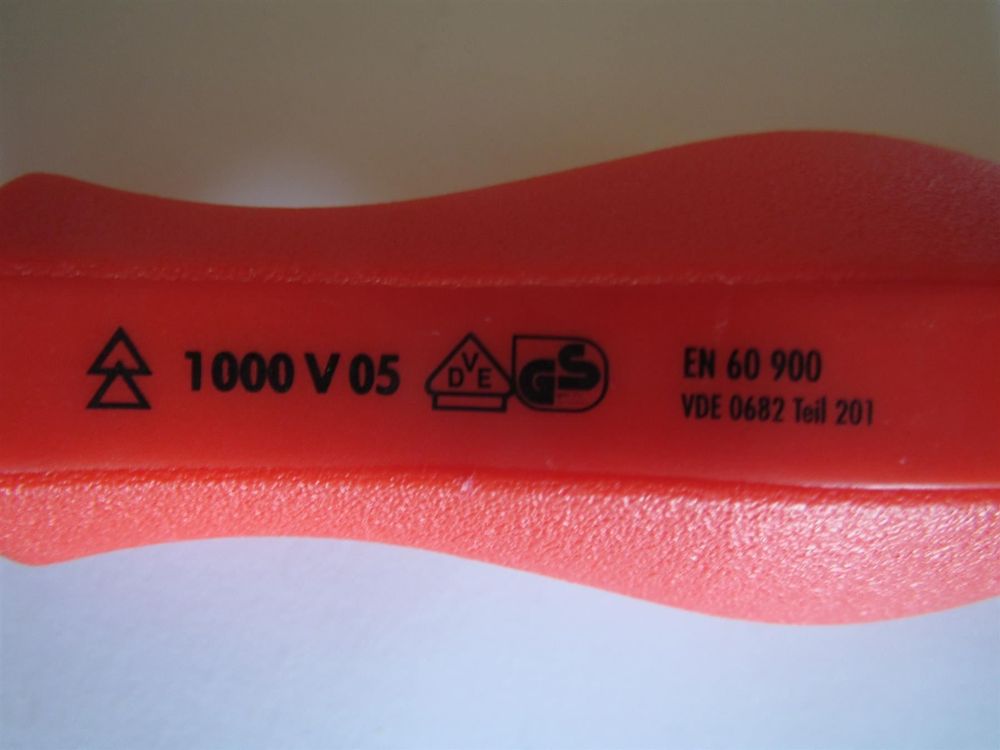 1000 V 05
VDE GS
EN 60 900
VDE 0682 Teil 201